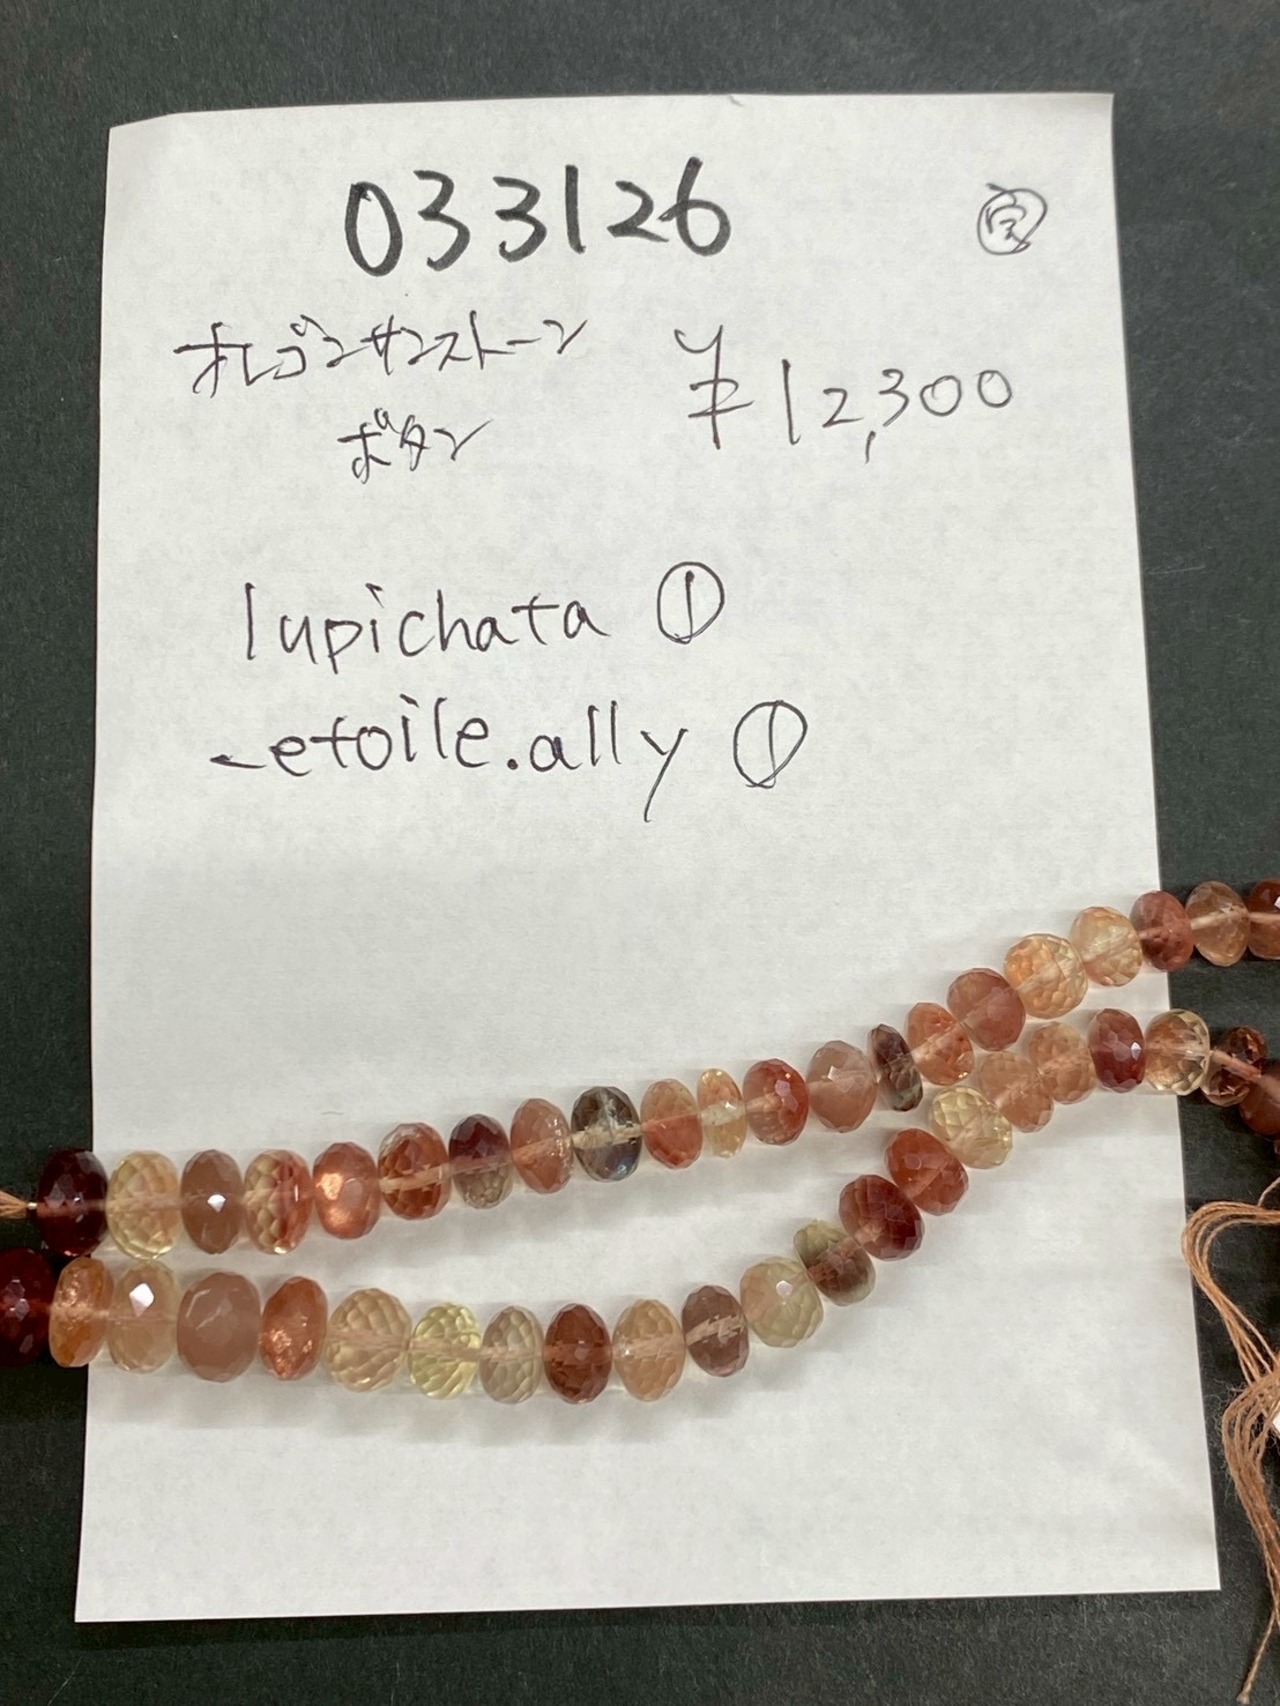 033126
オレゴンサンストーン ¥12,300
ボタン
lupichata ①
_etoile.ally ①